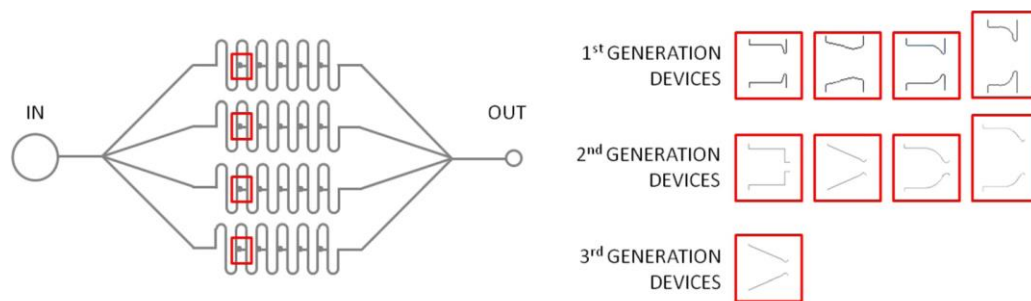 IN
OUT
1st GENERATION
DEVICES
2nd GENERATION
DEVICES
3rd GENERATION
DEVICES